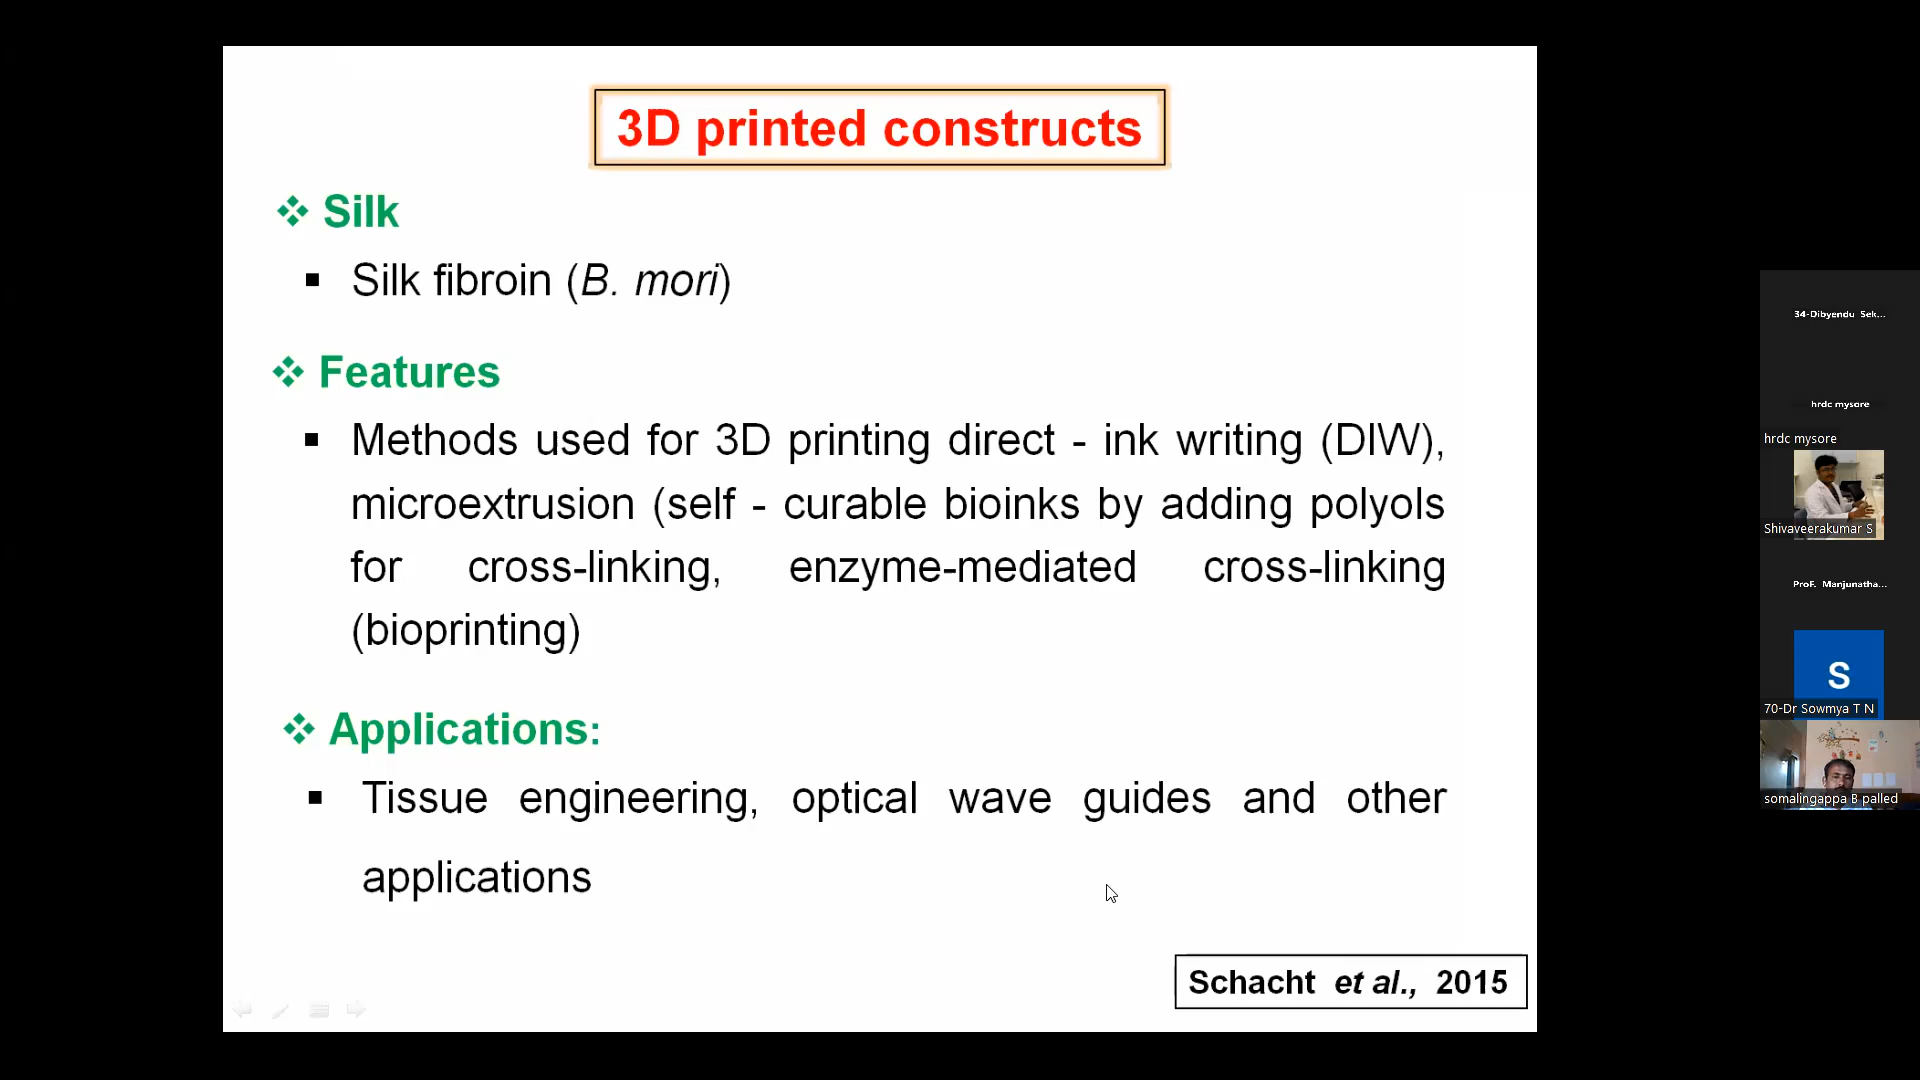 3D printed constructs
Silk
Silk fibroin (B. mori)
Features
Methods used for 3D printing direct - ink writing (DIW),
microextrusion (self - curable bioinks by adding polyols
for cross-linking, enzyme-mediated cross-linking
(bioprinting)
Applications:
Tissue engineering, optical wave guides and other
applications
Schacht et al., 2015
34-Dibyendu Sek...
hrdc mysore
hrdc mysore
Shivaveerakumar S
ProF. Manjunatha...
S
70-Dr Sowmya T N
somalingappa B palled